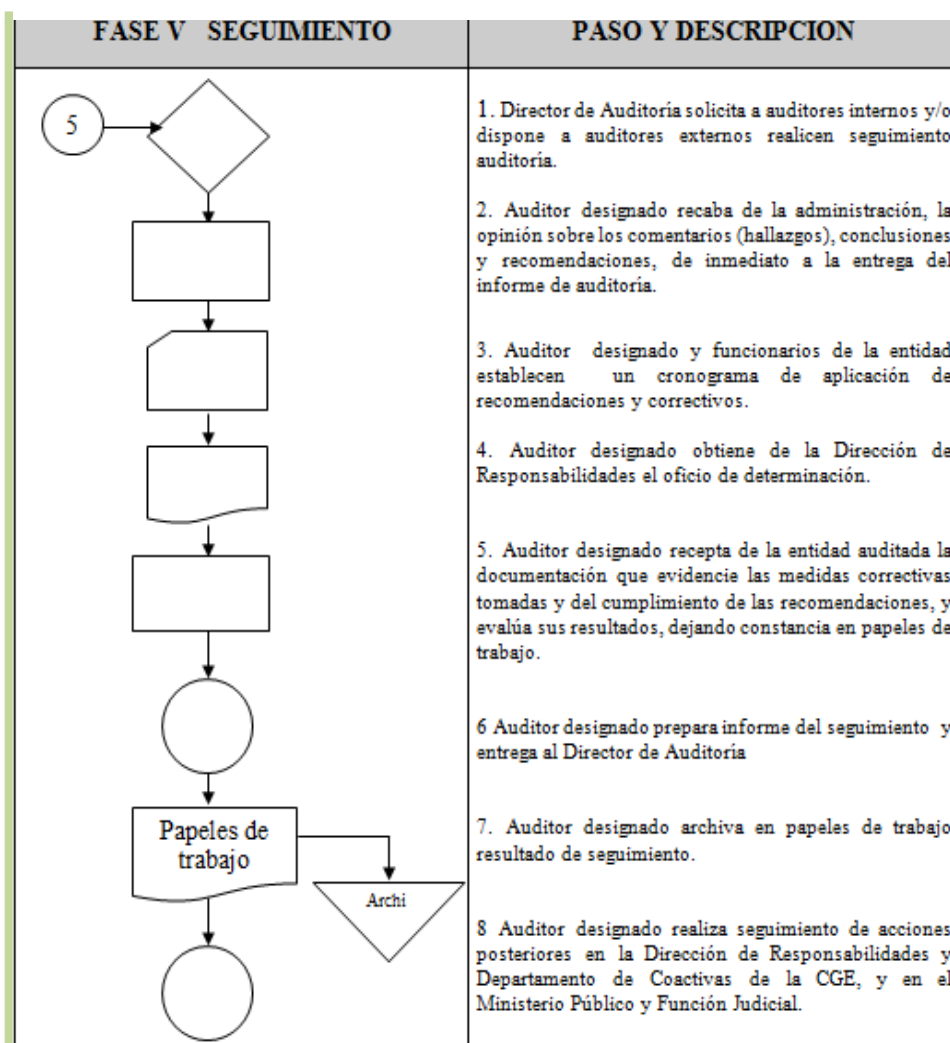 FASE V SEGUIMIENTO
PASO Y DESCRIPCION
5
1. Director de Auditoría solicita a auditores internos y/o
dispone a auditores externos realicen seguimiento
auditoría.
2. Auditor designado recaba de la administración, la
opinión sobre los comentarios (hallazgos), conclusiones
y recomendaciones, de inmediato a la entrega del
informe de auditoría.
3. Auditor designado y funcionarios de la entidad
establecen un cronograma de aplicación de
recomendaciones y correctivos.
4. Auditor designado obtiene de la Dirección de
Responsabilidades el oficio de determinación.
5. Auditor designado recepta de la entidad auditada la
documentación que evidencie las medidas correctivas
tomadas y del cumplimiento de las recomendaciones, y
evalúa sus resultados, dejando constancia en papeles de
trabajo.
6 Auditor designado prepara informe del seguimiento y
entrega al Director de Auditoría
Papeles de
trabajo
Archi
7. Auditor designado archiva en papeles de trabajo
resultado de seguimiento.
8 Auditor designado realiza seguimiento de acciones
posteriores en la Dirección de Responsabilidades y
Departamento de Coactivas de la CGE, y en el
Ministerio Público y Función Judicial.